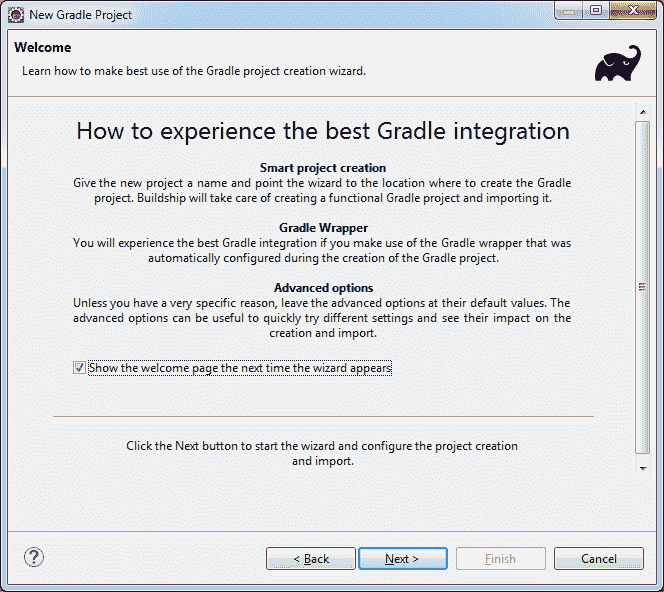 New Gradle Project
Welcome
Learn how to make best use of the Gradle project creation wizard.
How to experience the best Gradle integration
Smart project creation
Give the new project a name and point the wizard to the location where to create the Gradle
project. Buildship will take care of creating a functional Gradle project and importing it.
Gradle Wrapper
You will experience the best Gradle integration if you make use of the Gradle wrapper that was
automatically configured during the creation of the Gradle project.
Advanced options
Unless you have a very specific reason, leave the advanced options at their default values. The
advanced options can be useful to quickly try different settings and see their impact on the
creation and import.
Show the welcome page the next time the wizard appears
Click the Next button to start the wizard and configure the project creation
and import.
? < Back Next > Finish Cancel